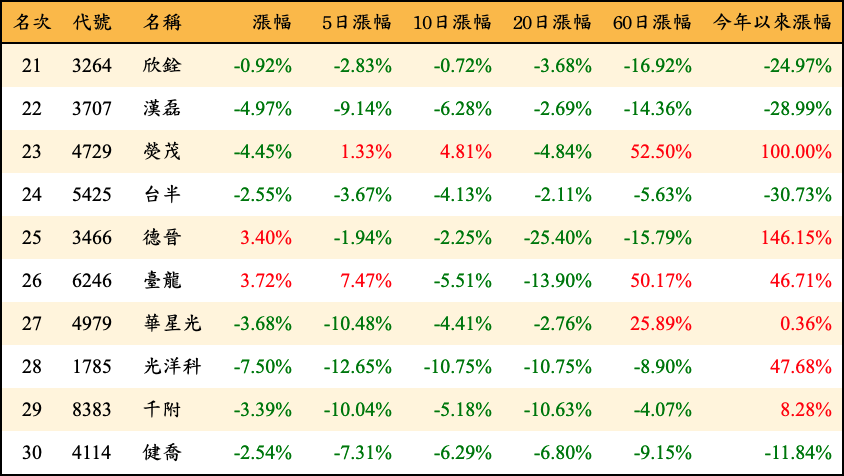 名次 代號 名稱 漲幅 5日漲幅 10日漲幅 20日漲幅 60日漲幅 今年以來漲幅
21 3264 欣銓 -0.92% -2.83% -0.72% -3.68% -16.92% -24.97%
22 3707 漢磊 -4.97% -9.14% -6.28% -2.69% -14.36% -28.99%
23 4729 熒茂 -4.45% 1.33% 4.81% -4.84% 52.50% 100.00%
24 5425 台半 -2.55% -3.67% -4.13% -2.11% -5.63% -30.73%
25 3466 德晉 3.40% -1.94% -2.25% -25.40% -15.79% 146.15%
26 6246 臺龍 3.72% 7.47% -5.51% -13.90% 50.17% 46.71%
27 4979 華星光 -3.68% -10.48% -4.41% -2.76% 25.89% 0.36%
28 1785 光洋科 -7.50% -12.65% -10.75% -10.75% -8.90% 47.68%
29 8383 千附 -3.39% -10.04% -5.18% -10.63% -4.07% 8.28%
30 4114 健喬 -2.54% -7.31% -6.29% -6.80% -9.15% -11.84%